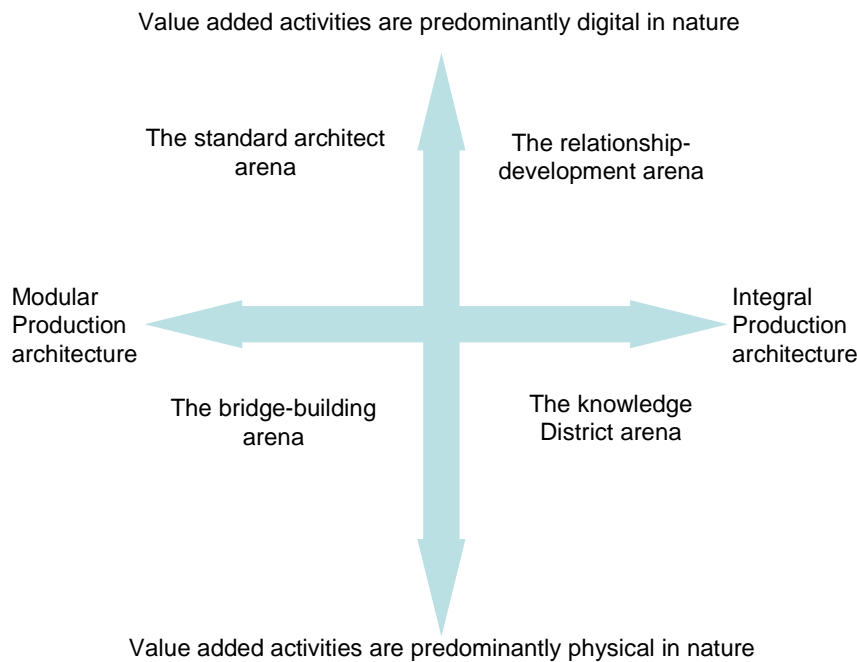 Value added activities are predominantly digital in nature
The standard architect
arena
The relationship-
development arena
Modular
Production
architecture
Integral
Production
architecture
The bridge-building
arena
The knowledge
District arena
Value added activities are predominantly physical in nature